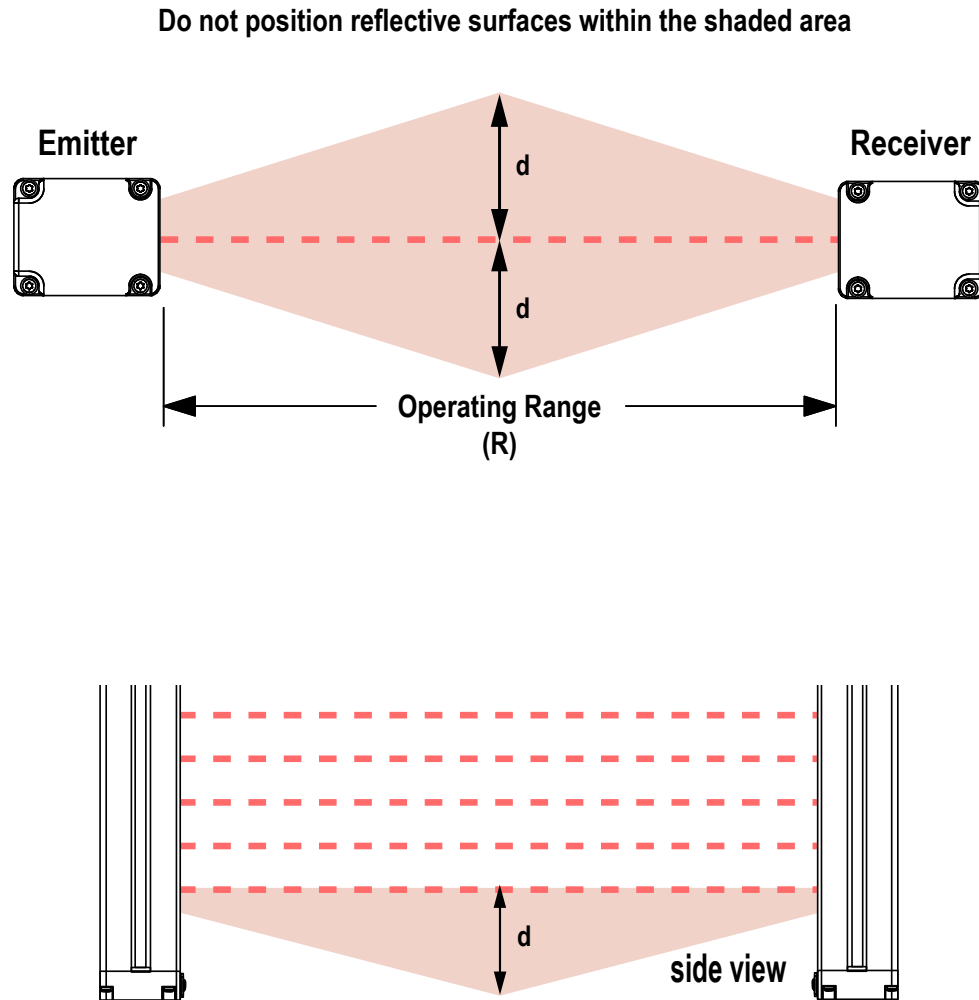 Do not position reflective surfaces within the shaded area
Emitter
Receiver
d
d
Operating Range
(R)
d
side view